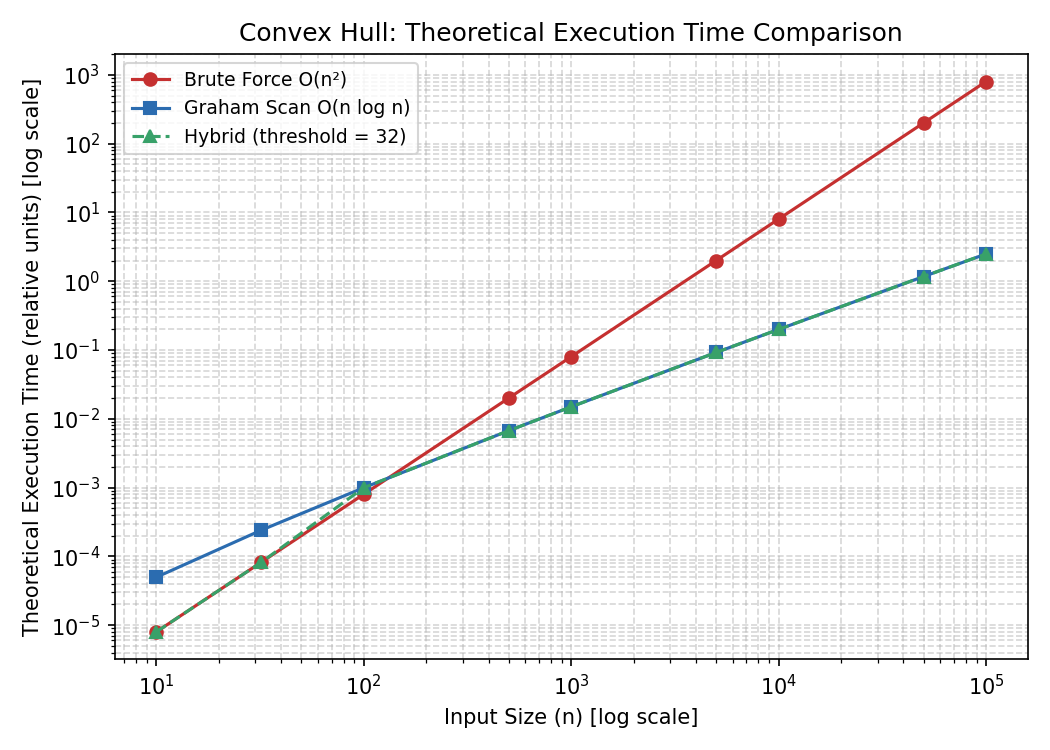 Convex Hull: Theoretical Execution Time Comparison
Brute Force O(n²)
Graham Scan O(n log n)
Hybrid (threshold = 32)
Theoretical Execution Time (relative units) [log scale]
10³
10²
10¹
10⁰
10⁻¹
10⁻²
10⁻³
10⁻⁴
10⁻⁵
10¹ 10² 10³ 10⁴ 10⁵
Input Size (n) [log scale]